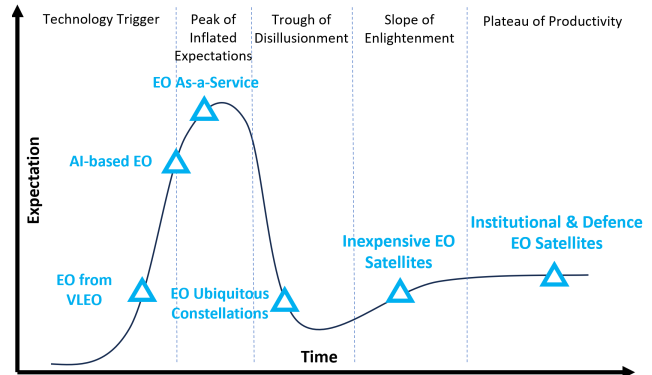 Technology Trigger
Peak of
Inflated
Expectations
Trough of
Disillusionment
Slope of
Enlightenment
Plateau of Productivity
EO As-a-Service
AI-based EO
Expectation
Institutional & Defence
EO Satellites
Inexpensive EO
Satellites
EO from
VLEO
EO Ubiquitous
Constellations
Time